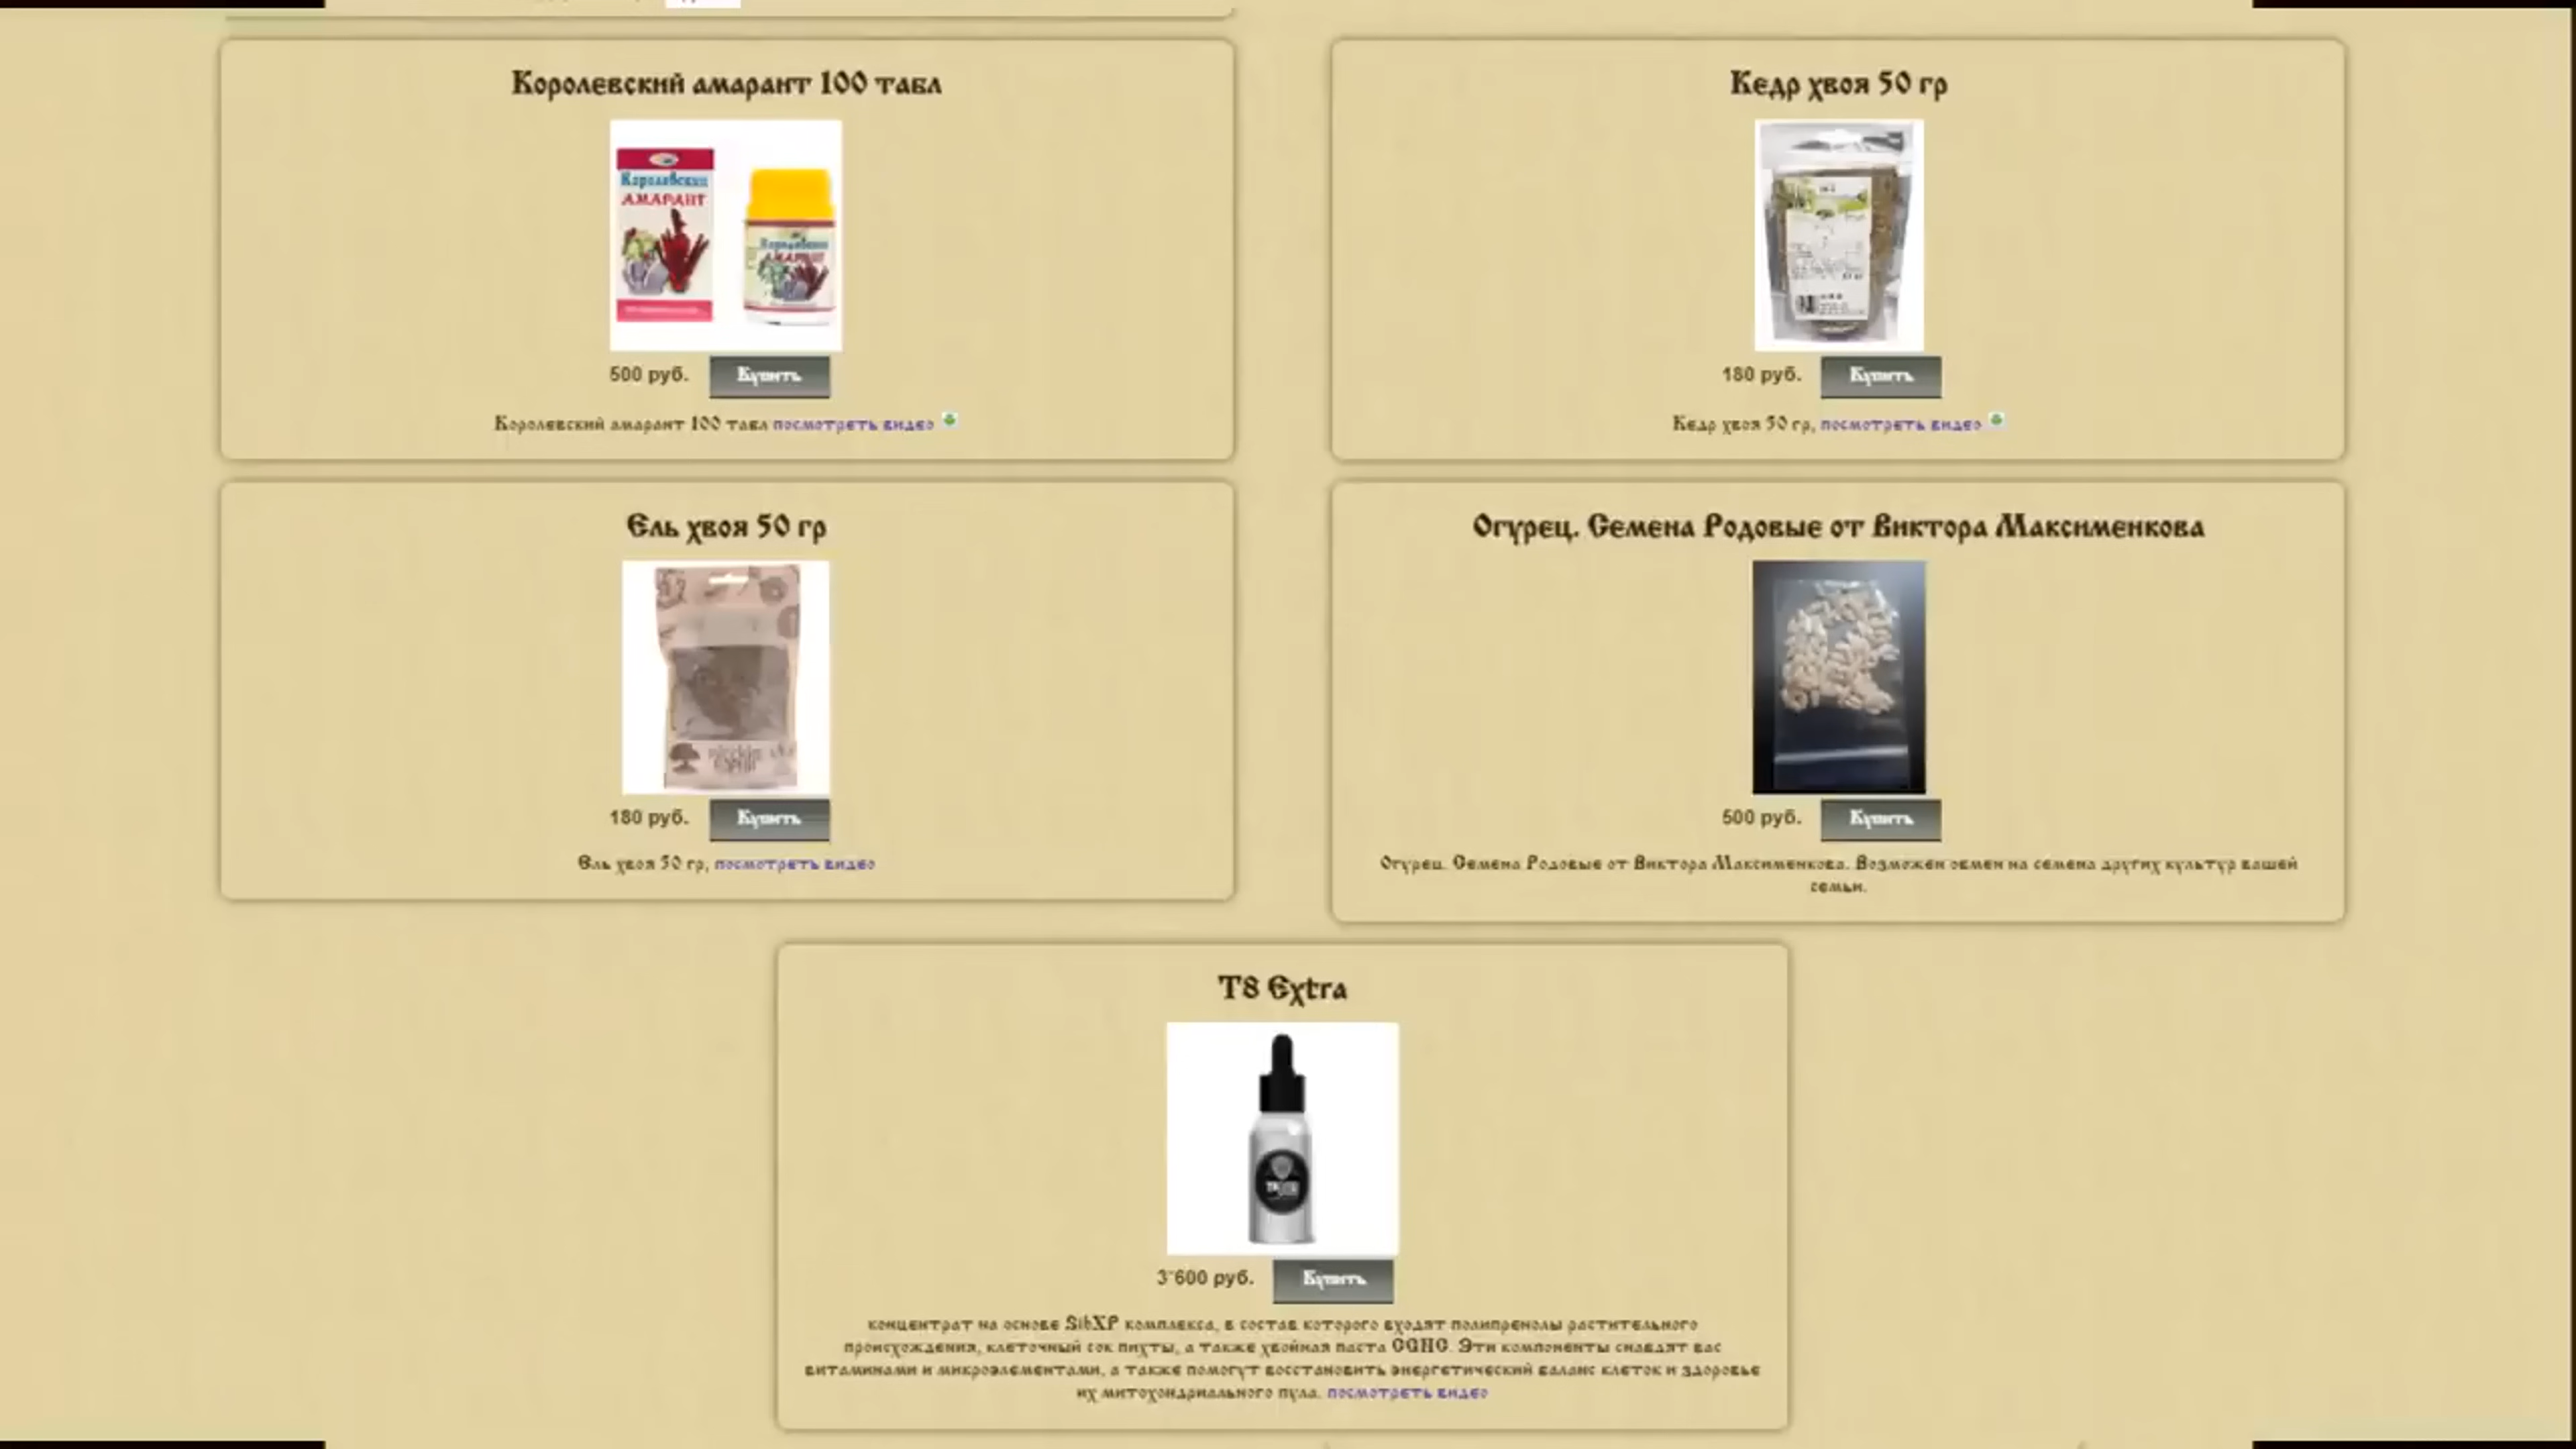 Королевский амарант 100 табл
Королевский
АМАРАНТ
Королевский
АМАРАНТ
500 руб.
Купить
Королевский амарант 100 табл посмотреть видео
Кедр хвоя 50 гр
180 руб.
Купить
Кедр хвоя 50 гр, посмотреть видео
Ель хвоя 50 гр
180 руб.
Купить
Ель хвоя 50 гр, посмотреть видео
Огурец. Семена Родовые от Виктора Максименкова
500 руб.
Купить
Огурец. Семена Родовые от Виктора Максименкова. Возможен обмен на семена других культур вашей
семьи.
T8 Extra
3"600 руб.
Купить
концентрат на основе SibXP комплекса, в состав которого входят полипренолы растительного
происхождения, клеточный сок пихты, а также хвойная паста CGNC. Эти компоненты снабдят вас
витаминами и микроэлементами, а также помогут восстановить энергетический баланс клеток и здоровье
их митохондриального пула. посмотреть видео